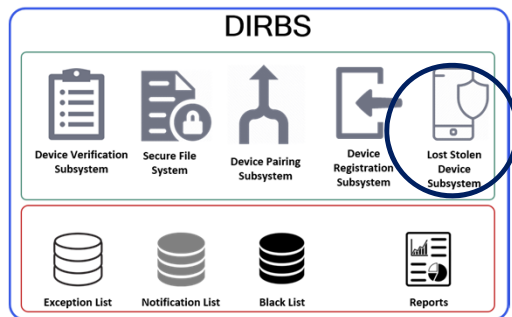 DIRBS
Device Verification
Subsystem
Secure File
System
Device Pairing
Subsystem
Device
Registration
Subsystem
Lost Stolen
Device
Subsystem
Exception List
Notification List
Black List
Reports